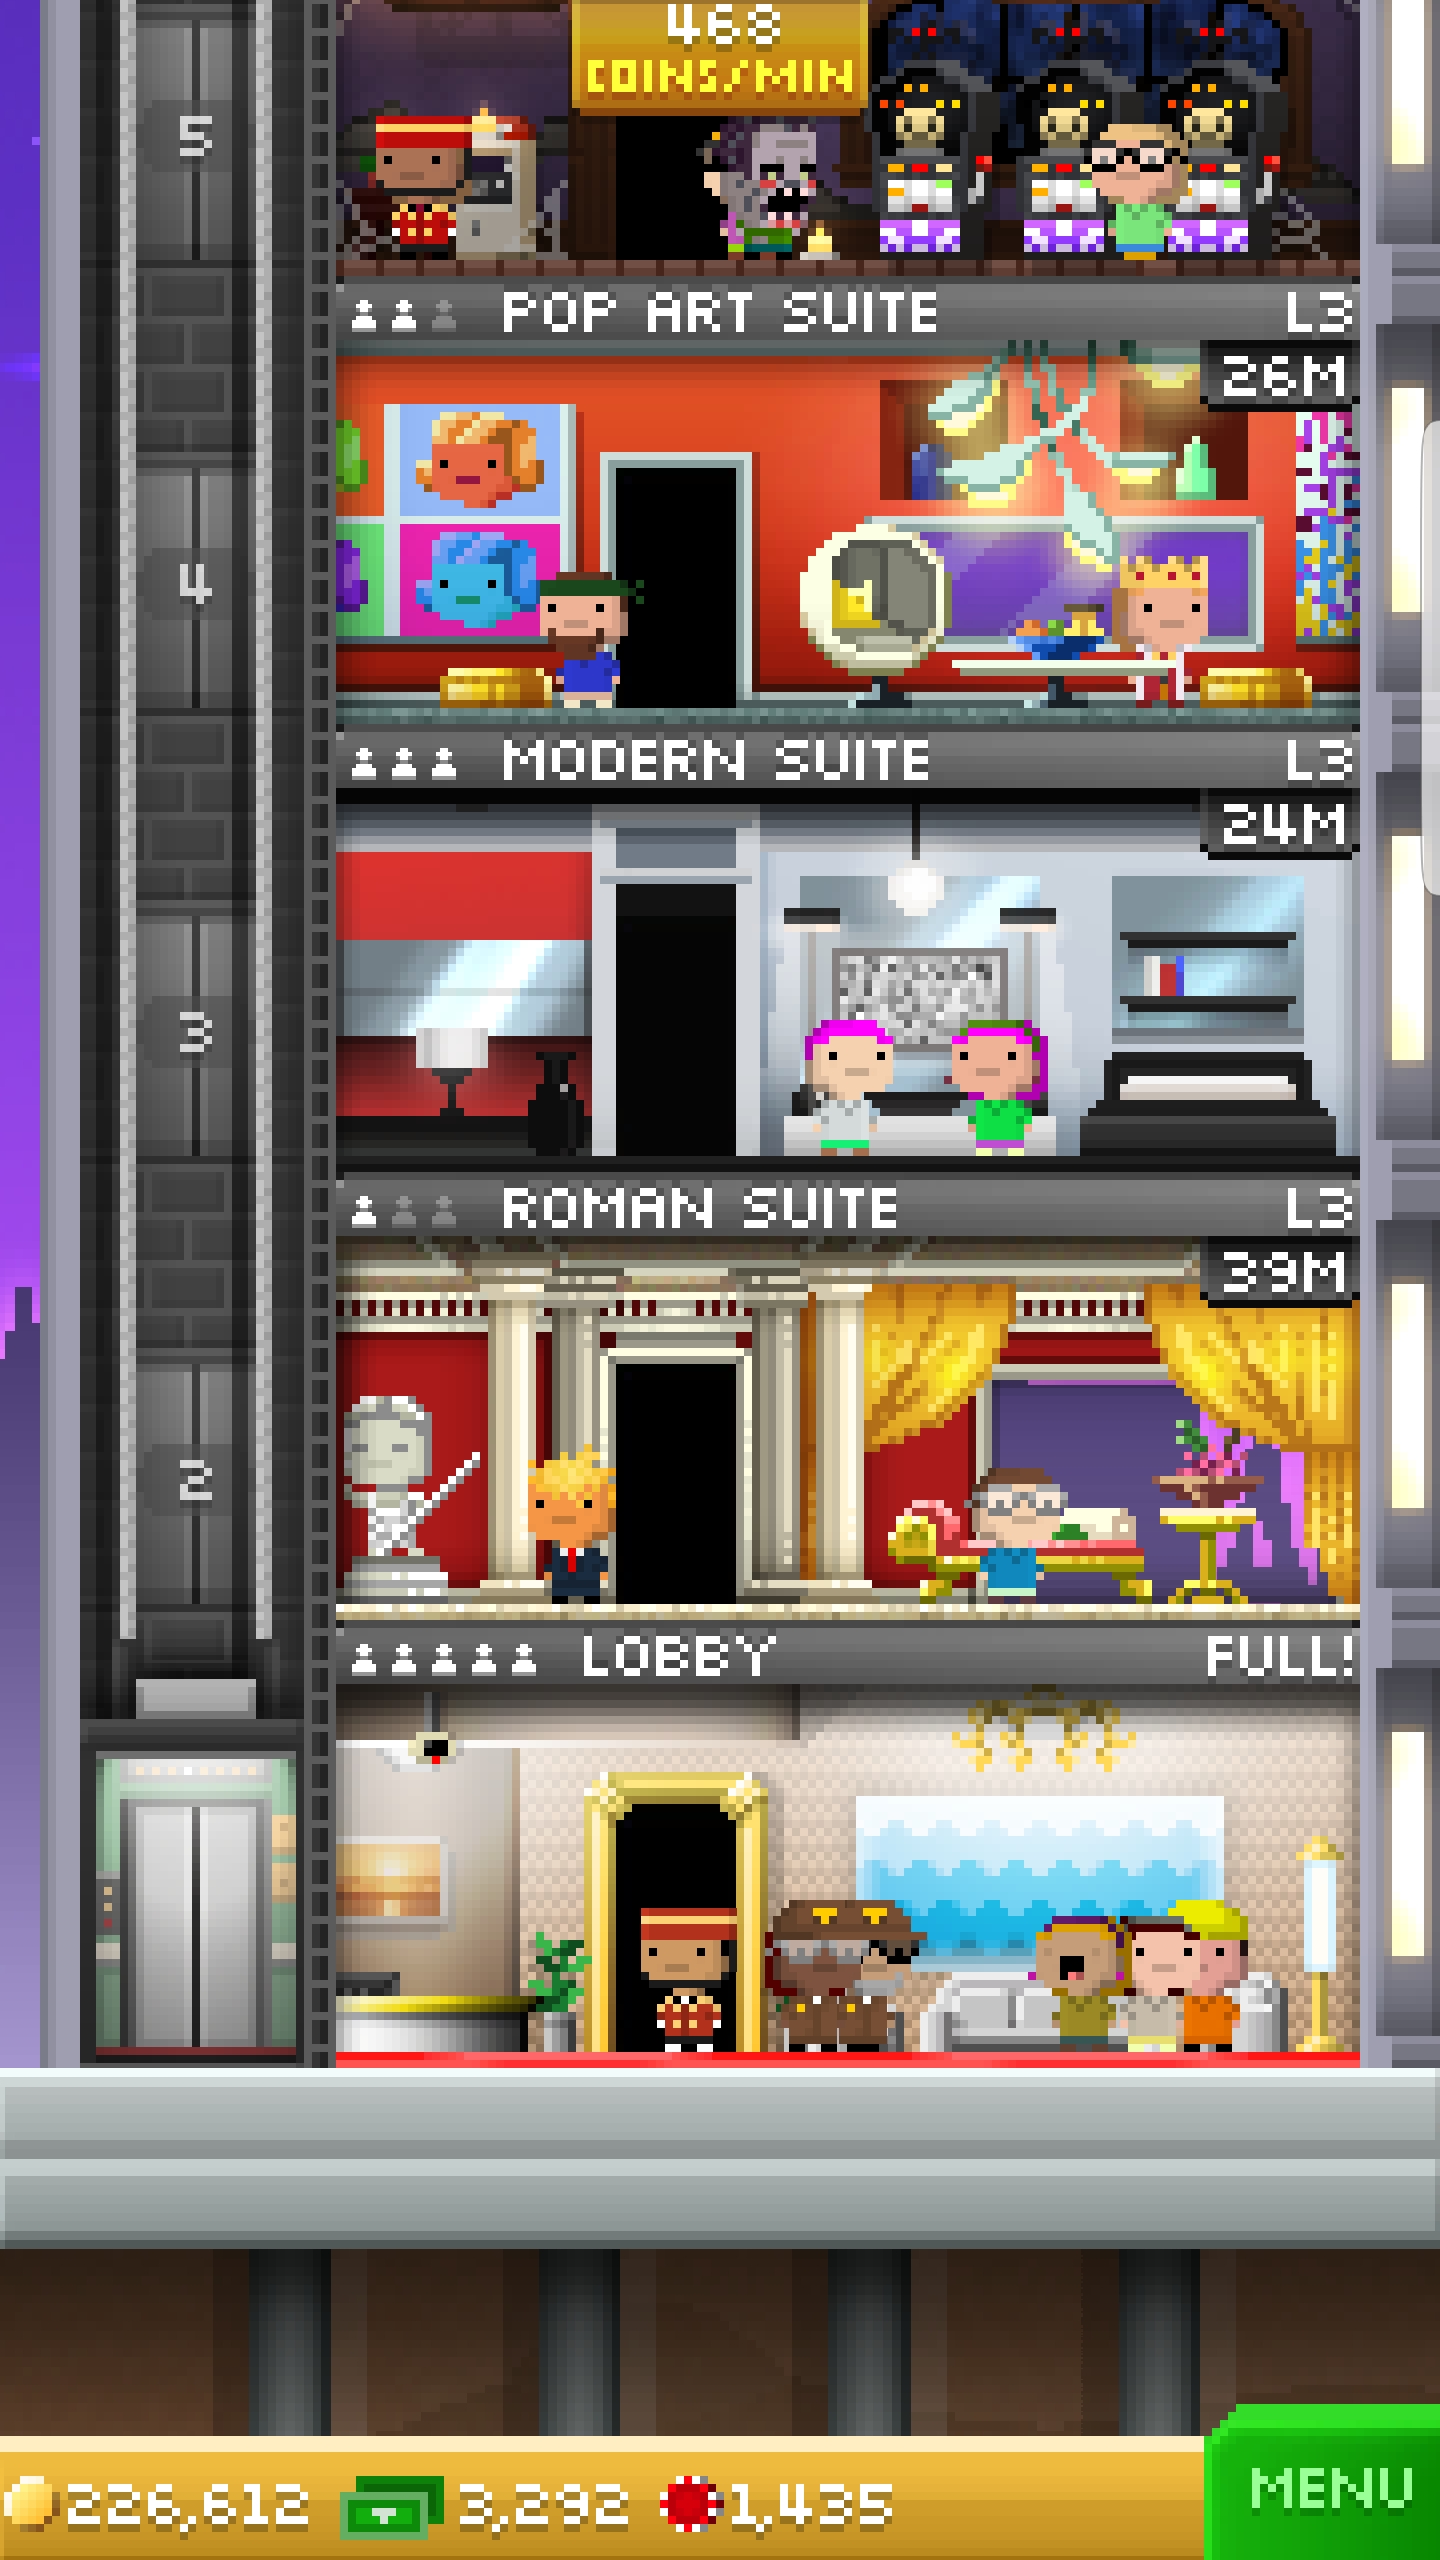 468
COINS/MIN
5
POP ART SUITE L3
26M
4
MODERN SUITE L3
24M
3
ROMAN SUITE L3
39M
2
LOBBY FULL!
226,612 3,292 1,435
MENU